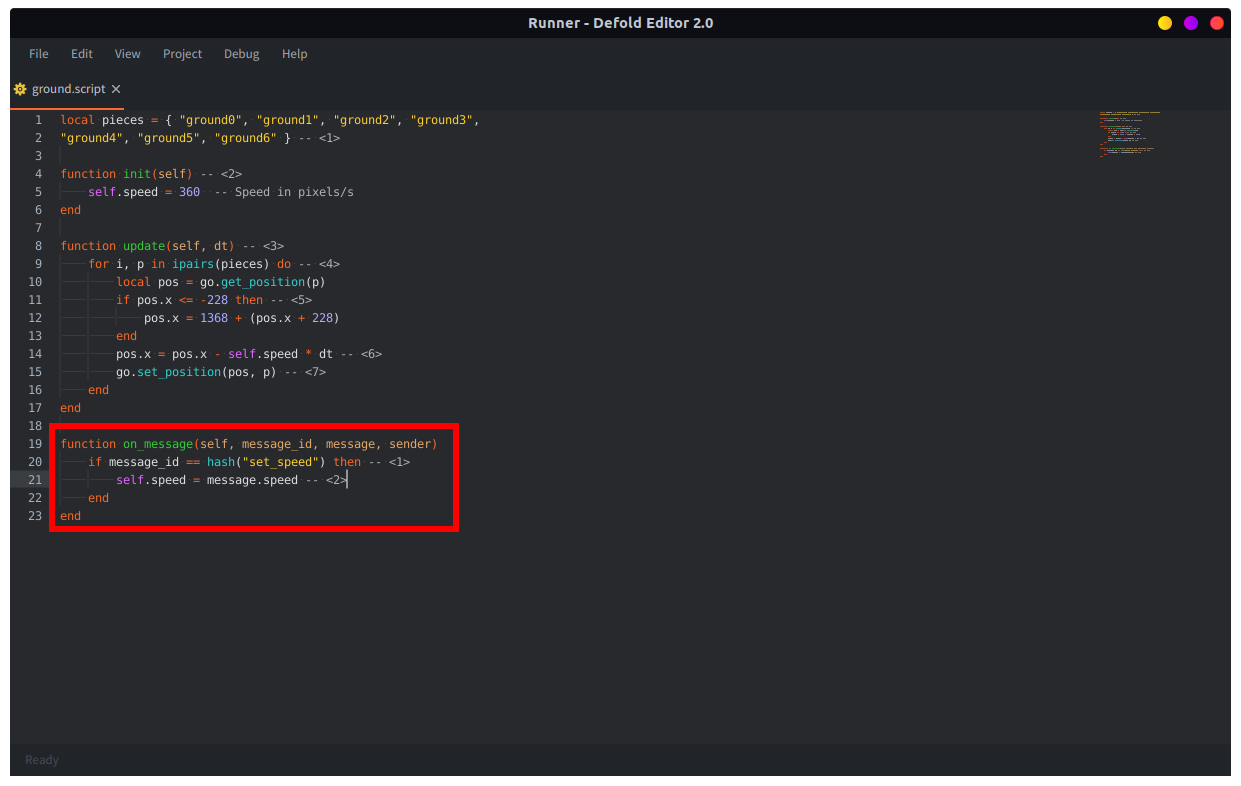 Runner - Defold Editor 2.0
File Edit View Project Debug Help
ground.script ×
1 local pieces = { "ground0", "ground1", "ground2", "ground3",
2 "ground4", "ground5", "ground6" } -- <1>
3
4 function init(self) -- <2>
5 self.speed = 360  -- Speed in pixels/s
6 end
7
8 function update(self, dt) -- <3>
9 for i, p in ipairs(pieces) do -- <4>
10 local pos = go.get_position(p)
11 if pos.x <= -228 then -- <5>
12 pos.x = 1368 + (pos.x + 228)
13 end
14 pos.x = pos.x - self.speed * dt -- <6>
15 go.set_position(pos, p) -- <7>
16 end
17 end
18
19 function on_message(self, message_id, message, sender)
20 if message_id == hash("set_speed") then -- <1>
21 self.speed = message.speed -- <2>
22 end
23 end
Ready